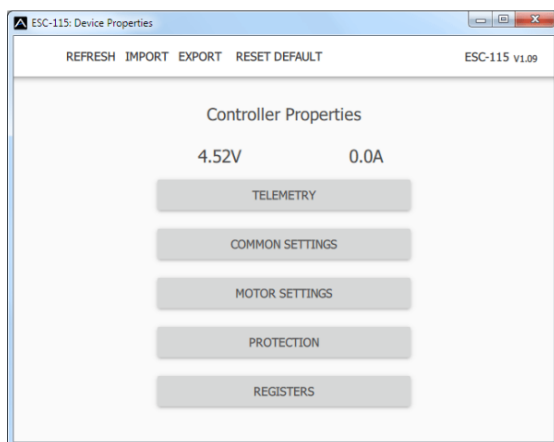 ESC-115: Device Properties
REFRESH IMPORT EXPORT RESET DEFAULT ESC-115 V1.09
Controller Properties
4.52V 0.0A
TELEMETRY
COMMON SETTINGS
MOTOR SETTINGS
PROTECTION
REGISTERS